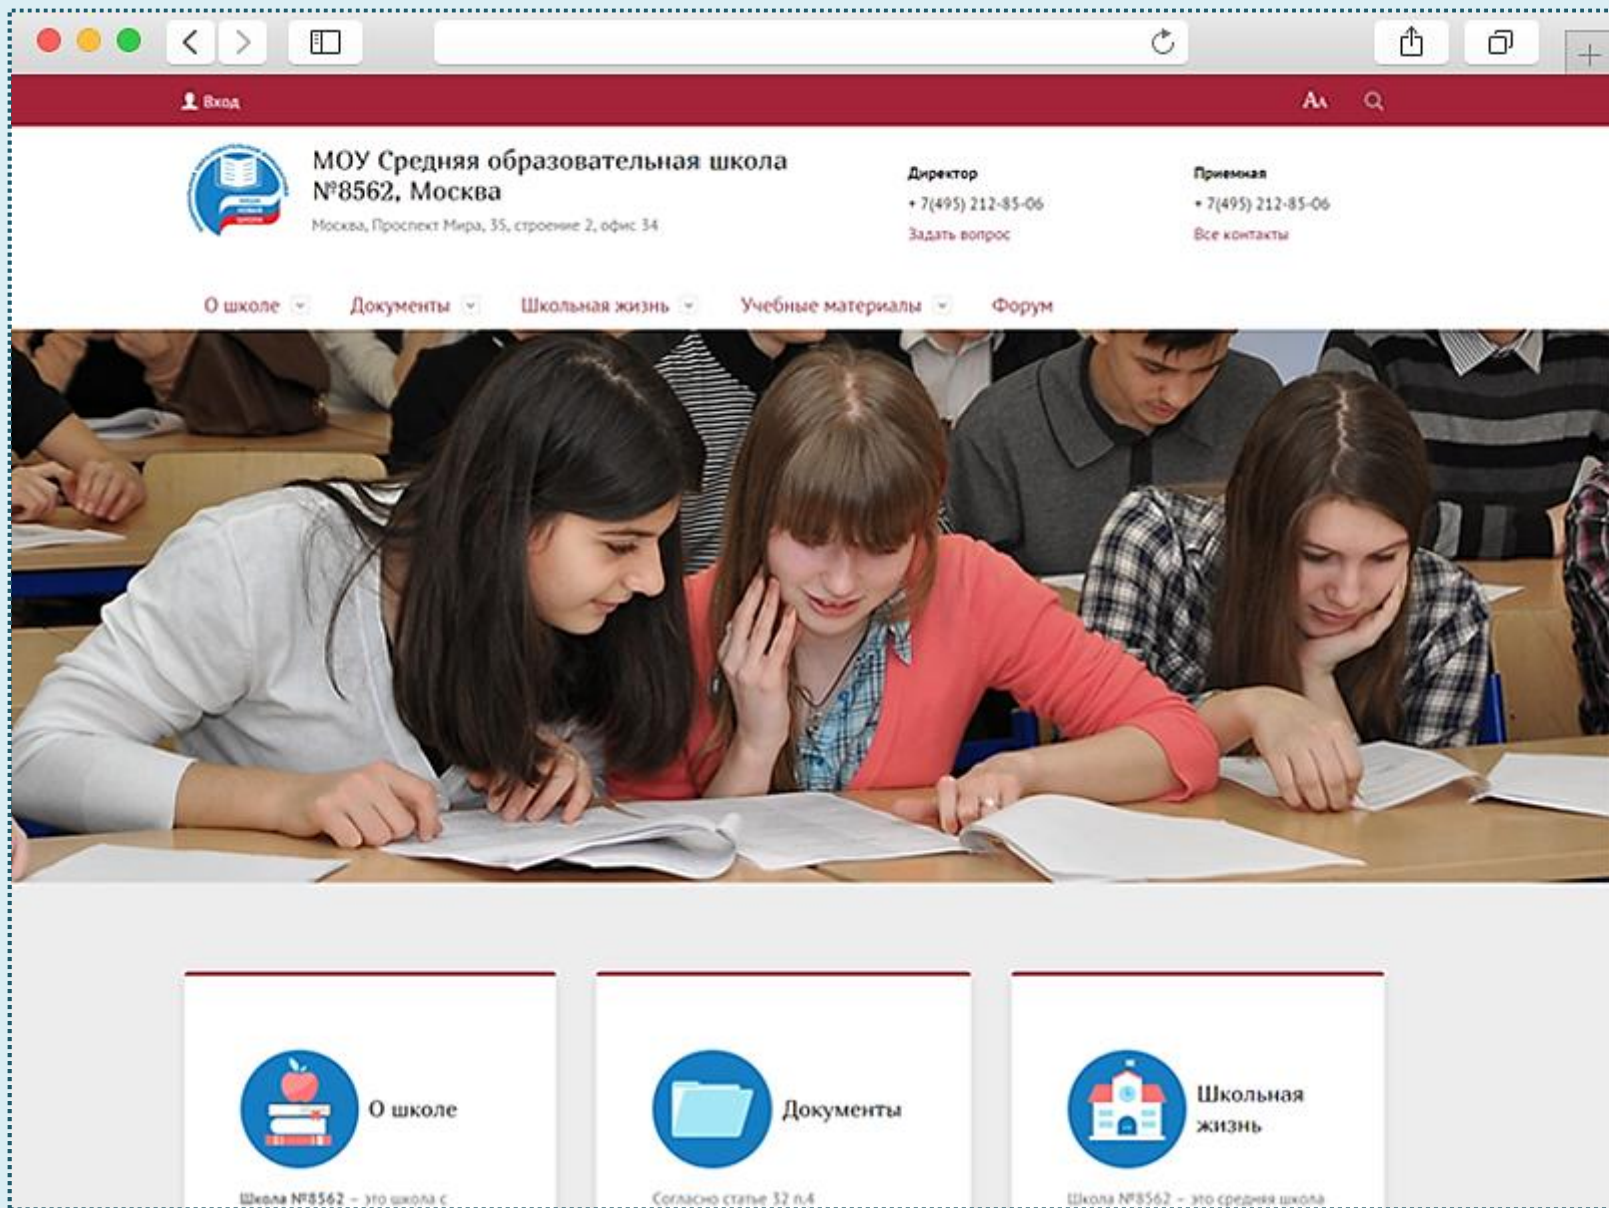 Вход
Aᴀ
МОУ Средняя образовательная школа
№8562, Москва
Москва, Проспект Мира, 35, строение 2, офис 34
Директор
+ 7(495) 212-85-06
Задать вопрос
Приемная
+ 7(495) 212-85-06
Все контакты
О школе
Документы
Школьная жизнь
Учебные материалы
Форум
О школе
Документы
Школьная
жизнь
Школа №8562 – это школа с
Согласно статье 32 п.4
Школа №8562 – это средняя школа